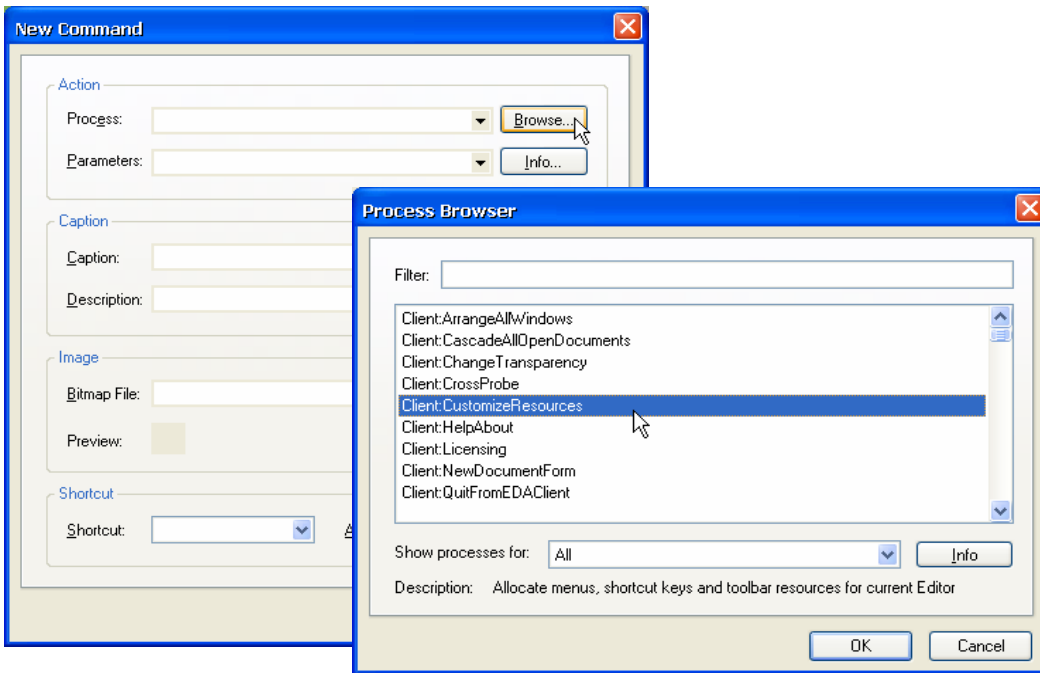 New Command
Action
Process:
Browse...
Parameters:
Info...
Caption
Caption:
Description:
Image
Bitmap File:
Preview:
Shortcut
Shortcut:
A
Process Browser
Filter:
Client:ArrangeAllWindows
Client:CascadeAllOpenDocuments
Client:ChangeTransparency
Client:CrossProbe
Client:CustomizeResources
Client:HelpAbout
Client:Licensing
Client:NewDocumentForm
Client:QuitFromEDAClient
Show processes for: All
Info
Description: Allocate menus, shortcut keys and toolbar resources for current Editor
OK Cancel